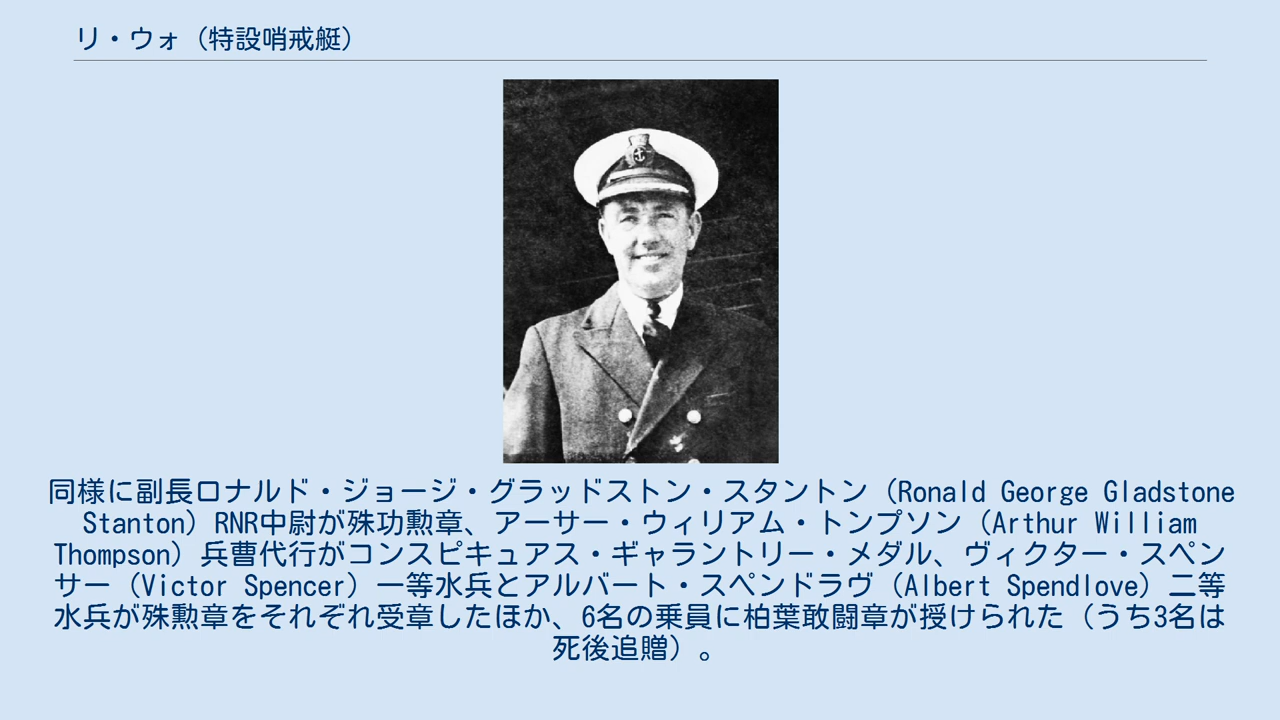 リ・ウォ（特設哨戒艇）
同様に副長ロナルド・ジョージ・グラッドストン・スタントン（Ronald George Gladstone
Stanton）RNR中尉が殊功勲章、アーサー・ウィリアム・トンプソン（Arthur William
Thompson）兵曹代行がコンスピキュアス・ギャラントリー・メダル、ヴィクター・スペン
サー（Victor Spencer）一等水兵とアルバート・スペンドラヴ（Albert Spendlove）二等
水兵が殊勲章をそれぞれ受章したほか、6名の乗員に柏葉敢闘章が授けられた（うち3名は
死後追贈）。